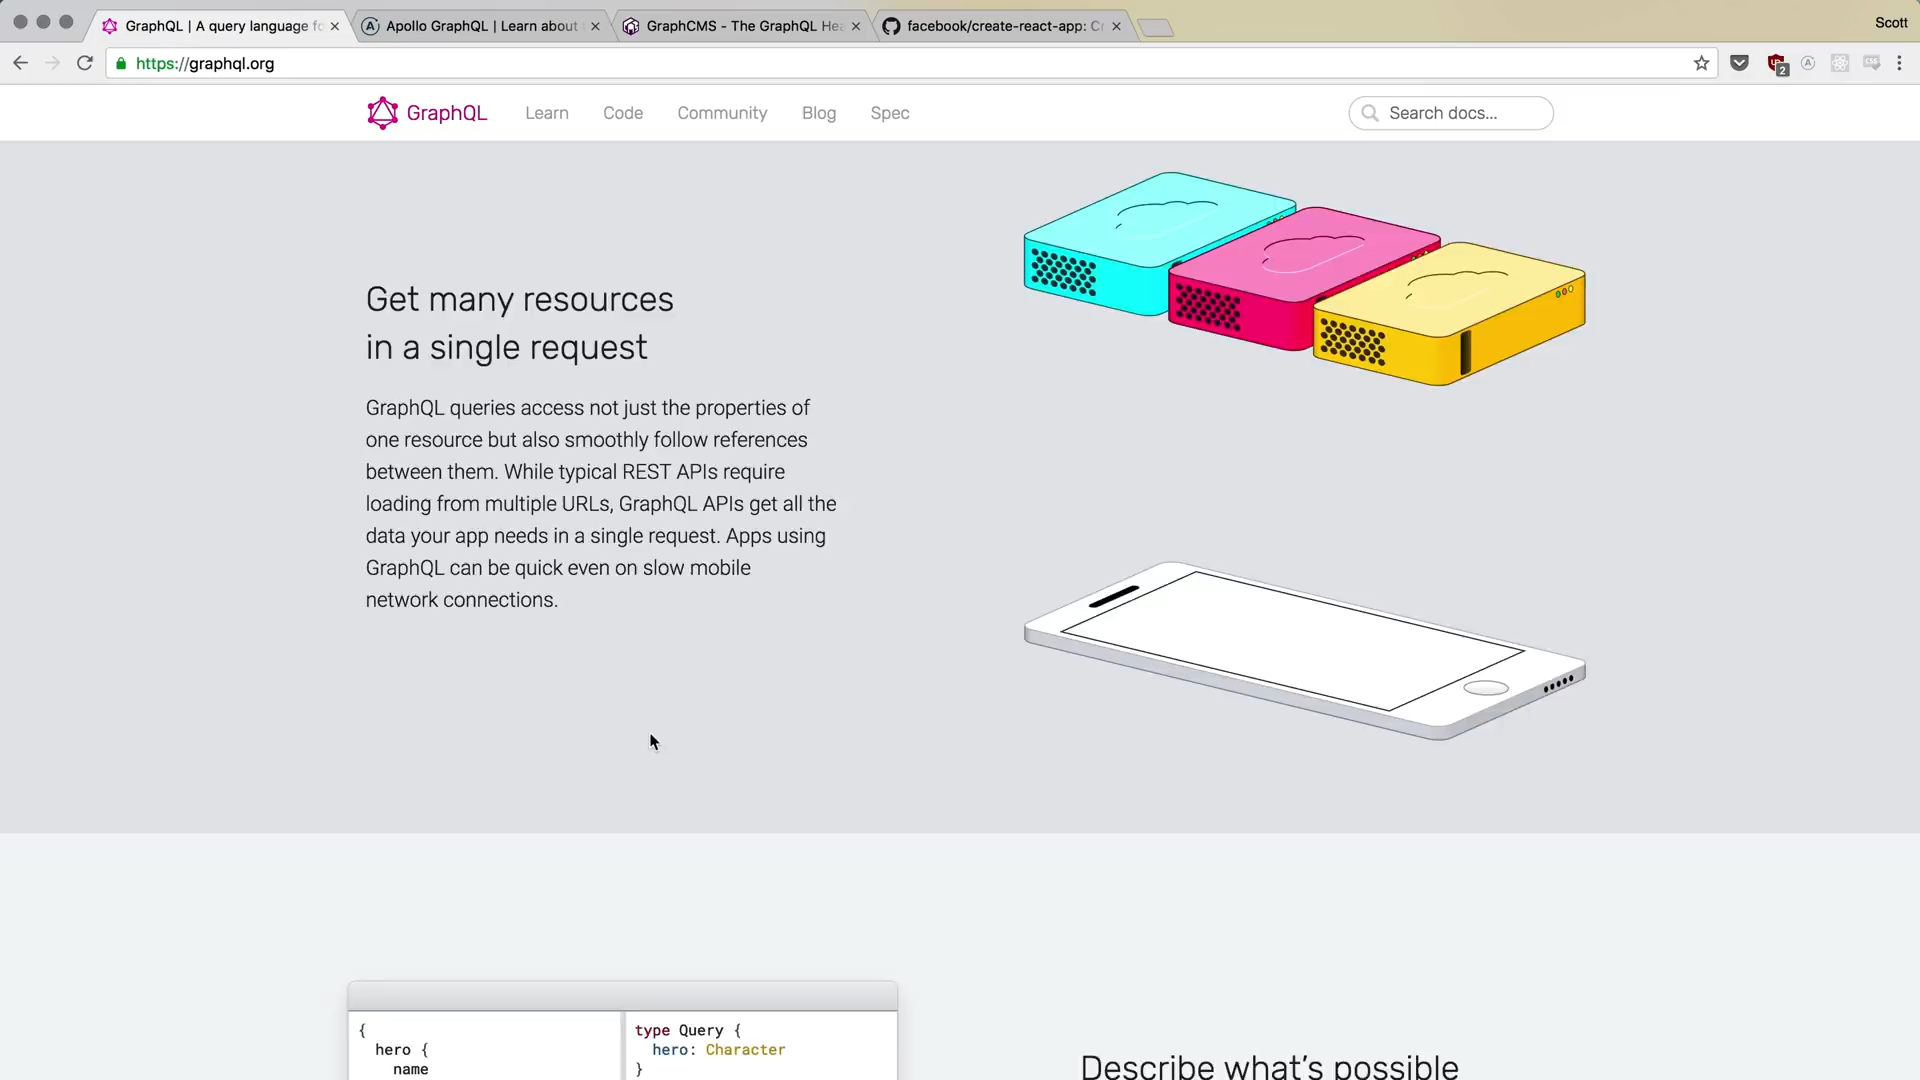 GraphQL | A query language fo
Apollo GraphQL | Learn about
GraphCMS - The GraphQL He
facebook/create-react-app: Cr
Scott
https://graphql.org
2
GraphQL
Learn
Code
Community
Blog
Spec
Search docs...
Get many resources
in a single request
GraphQL queries access not just the properties of
one resource but also smoothly follow references
between them. While typical REST APIs require
loading from multiple URLs, GraphQL APIs get all the
data your app needs in a single request. Apps using
GraphQL can be quick even on slow mobile
network connections.
{
hero {
name
type Query {
hero: Character
}
Describe what’s possible